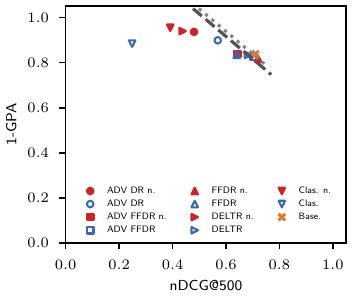 1.0
0.8
0.6
0.4
0.2
0.0
1-GPA
ADV DR n.
ADV DR
ADV FFDR n.
ADV FFDR
FFDR n.
FFDR
DELTR n.
DELTR
Clas. n.
Clas.
Base.
0.0 0.2 0.4 0.6 0.8 1.0
nDCG@500